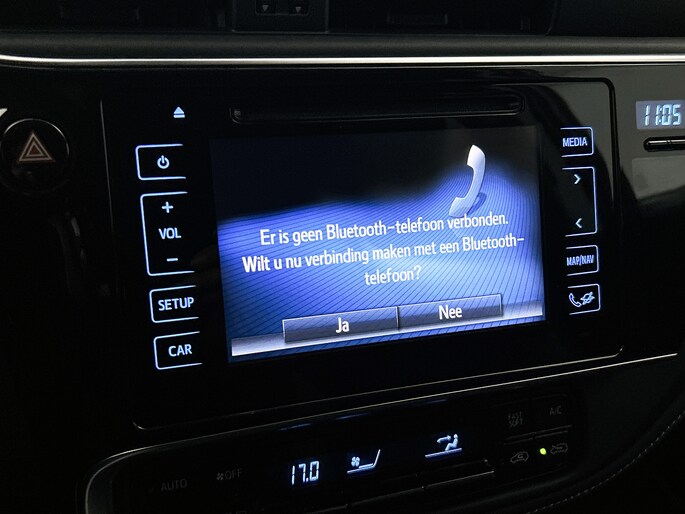 11:05
MEDIA
+
VOL
-
Er is geen Bluetooth-telefoon verbonden.
Wilt u nu verbinding maken met een Bluetooth-
telefoon?
MAP/NAV
SETUP
Ja
Nee
CAR
A/C
AUTO
OFF
17.0